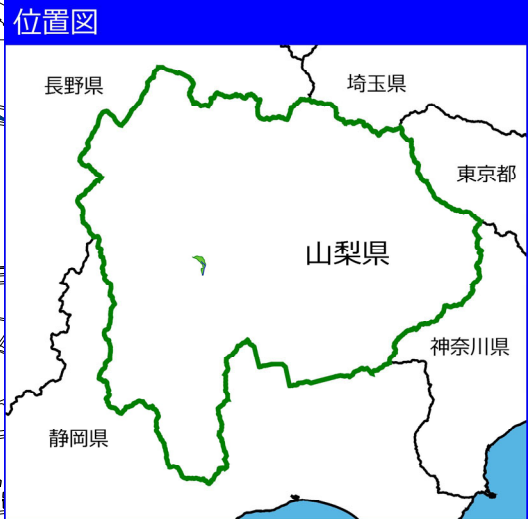 位置図
長野県
埼玉県
東京都
山梨県
神奈川県
静岡県